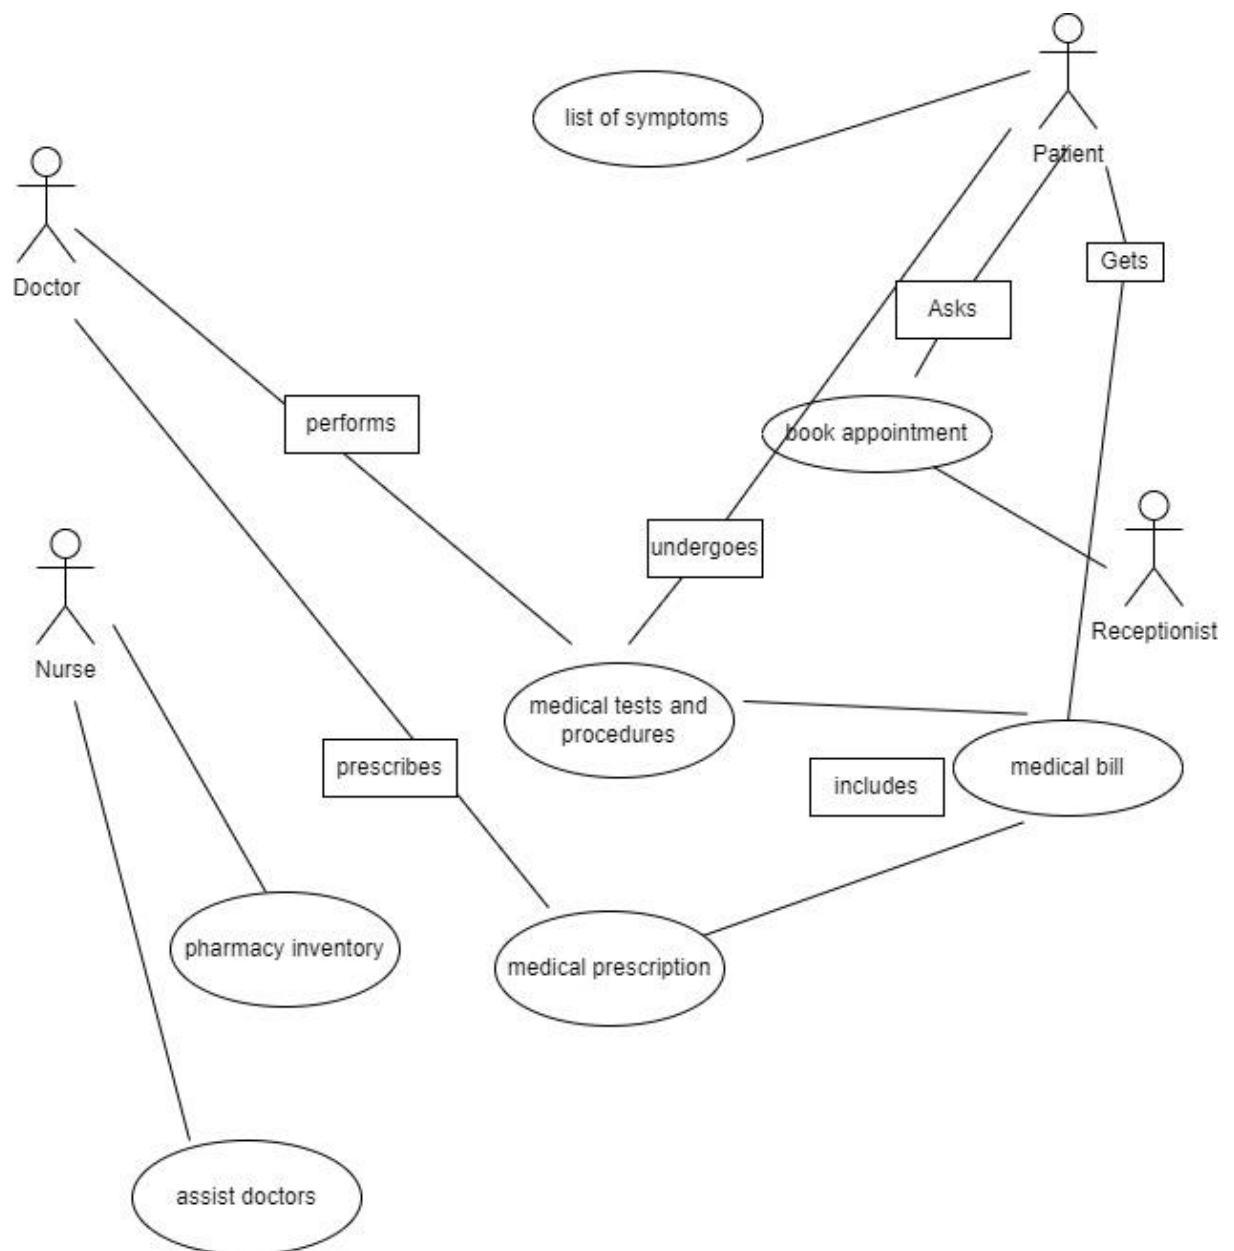 list of symptoms
Patient
Doctor
Gets
Asks
performs
book appointment
undergoes
Receptionist
Nurse
medical tests and
procedures
prescribes
includes
medical bill
pharmacy inventory
medical prescription
assist doctors